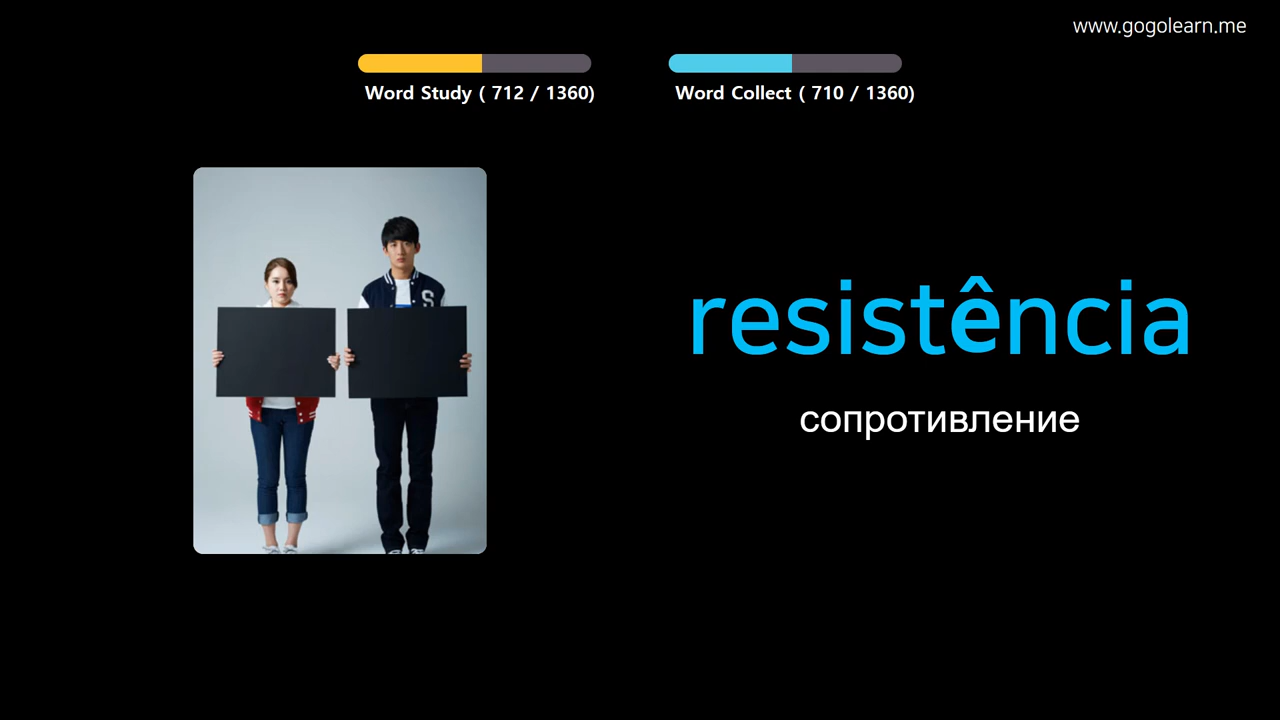 www.gogolearn.me
Word Study ( 712 / 1360)
Word Collect ( 710 / 1360)
S
resistência
сопротивление